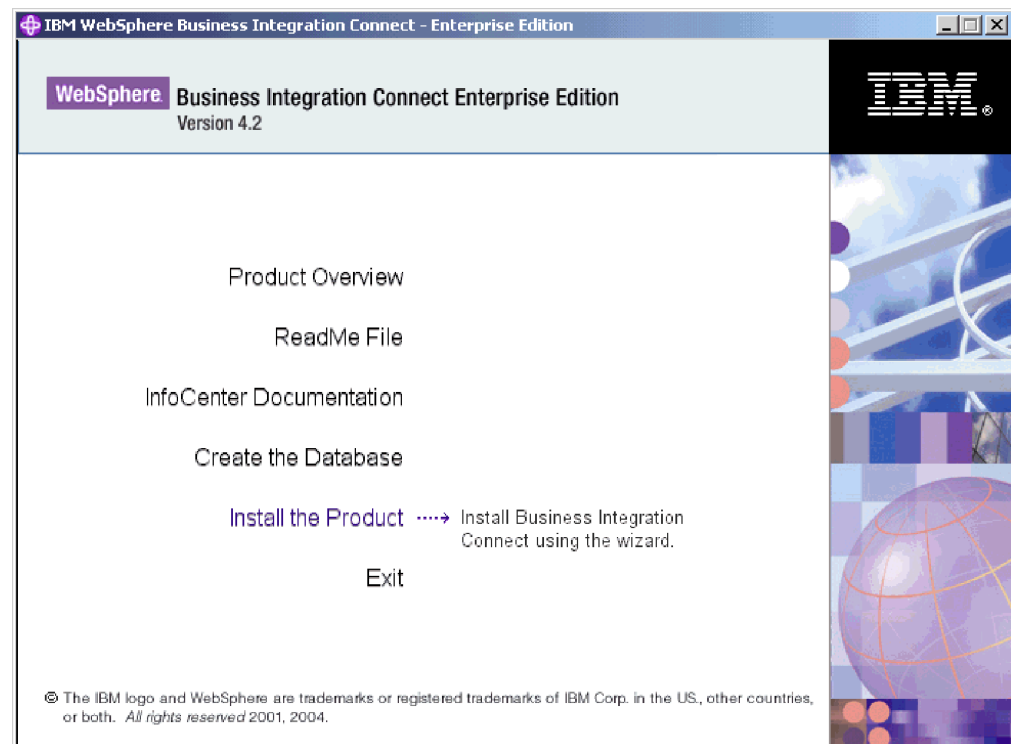 IBM WebSphere Business Integration Connect - Enterprise Edition
WebSphere. Business Integration Connect Enterprise Edition
Version 4.2
IBM®
Product Overview
ReadMe File
InfoCenter Documentation
Create the Database
Install the Product ····> Install Business Integration
Connect using the wizard.
Exit
© The IBM logo and WebSphere are trademarks or registered trademarks of IBM Corp. in the US., other countries,
or both. All rights reserved 2001, 2004.